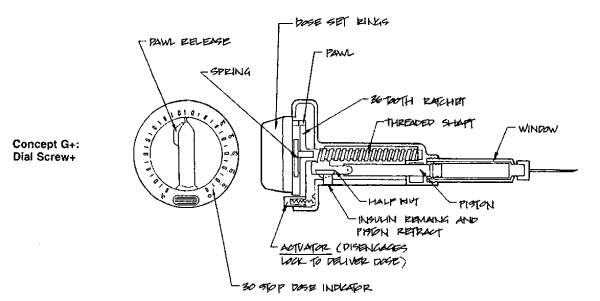 DOSE SET RINGS
PAWL RELEASE
PAWL
SPRING
36 TOOTH RATCHET
THREADED SHAFT
WINDOW
Concept G+:
Dial Screw+
HALF NUT
PISTON
INSULIN REMAING AND
PISTON RETRACT
ACTUATOR (DISENGAGES
LOCK TO DELIVER DOSE)
30 STOP DOSE INDICATOR